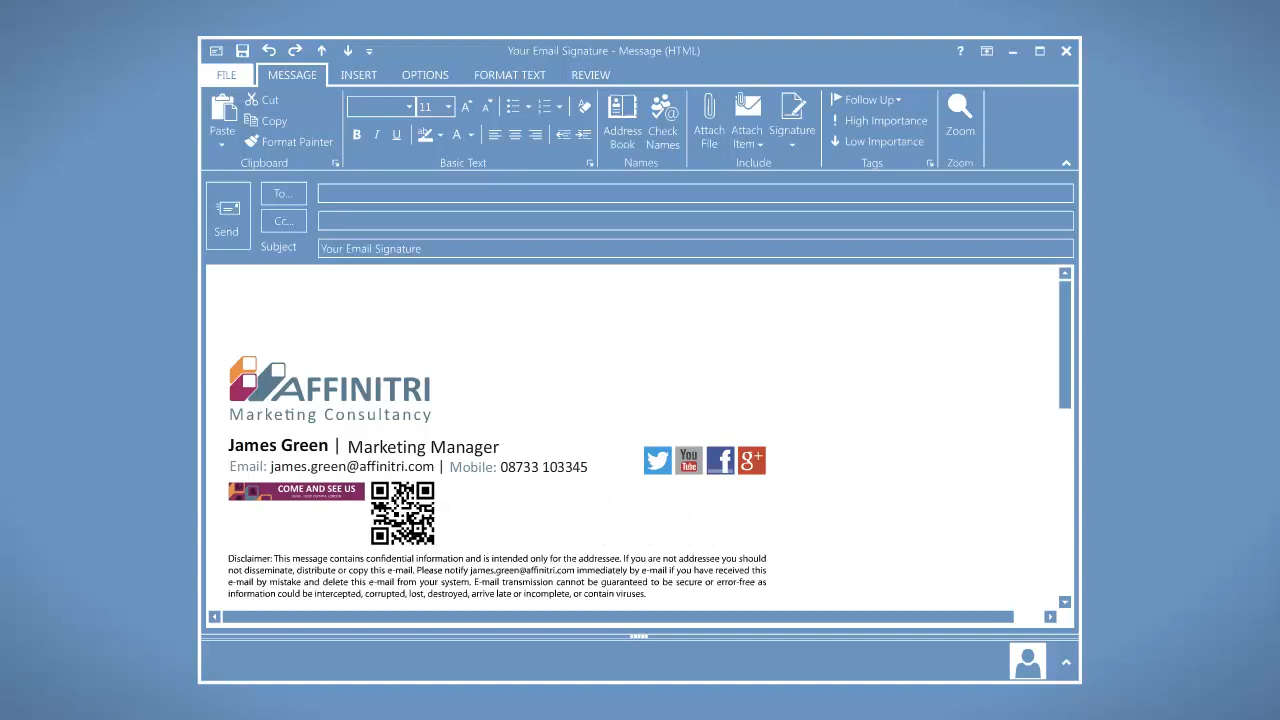 Your Email Signature - Message (HTML)
?
FILE MESSAGE INSERT OPTIONS FORMAT TEXT REVIEW
Paste
Cut
Copy
Format Painter
Clipboard
11
B I U ab A
Basic Text
Address Book
Check Names
Names
Attach File
Attach Item
Signature
Include
Follow Up
High Importance
Low Importance
Tags
Zoom
Zoom
Send
To...
Cc...
Subject Your Email Signature
AFFINITRI
Marketing Consultancy
James Green | Marketing Manager
Email: james.green@affinitri.com | Mobile: 08733 103345
You Tube f g+
COME AND SEE US
Disclaimer: This message contains confidential information and is intended only for the addressee. If you are not addressee you should
not disseminate, distribute or copy this e-mail. Please notify james.green@affinitri.com immediately by e-mail if you have received this
e-mail by mistake and delete this e-mail from your system. E-mail transmission cannot be guaranteed to be secure or error-free as
information could be intercepted, corrupted, lost, destroyed, arrive late or incomplete, or contain viruses.